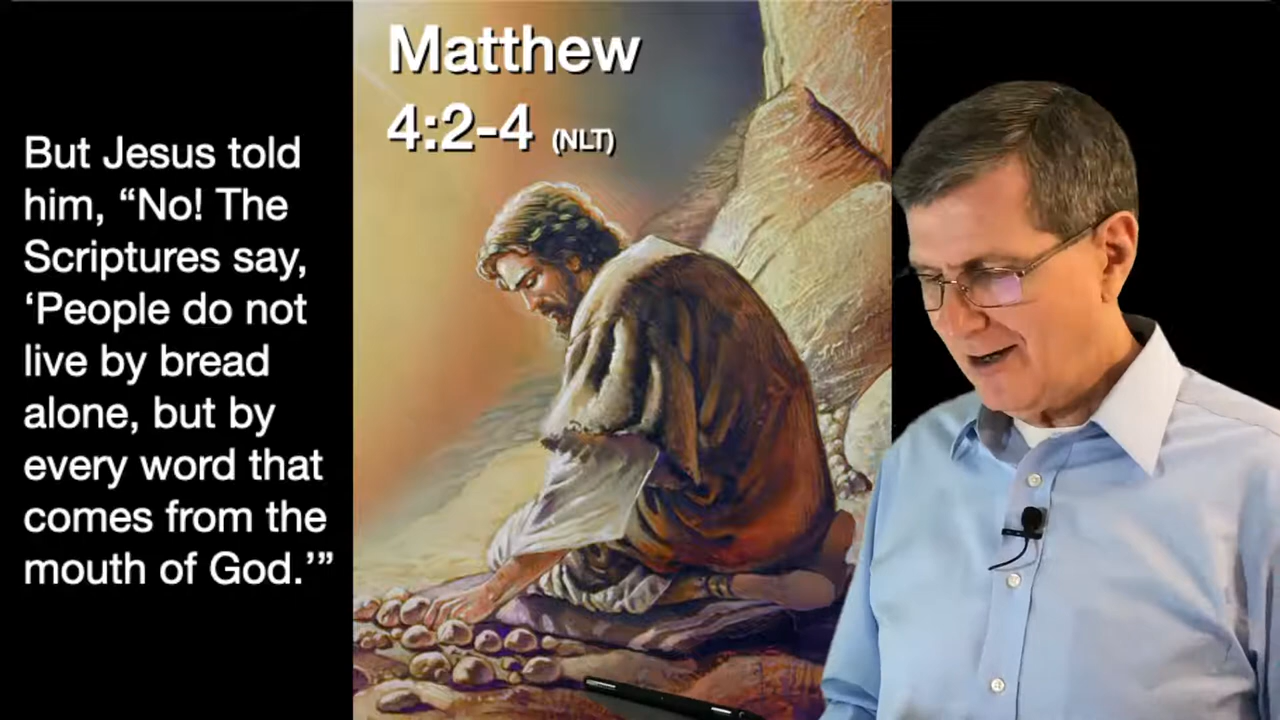 Matthew
4:2-4 (NLT)
But Jesus told
him, “No! The
Scriptures say,
‘People do not
live by bread
alone, but by
every word that
comes from the
mouth of God.’”